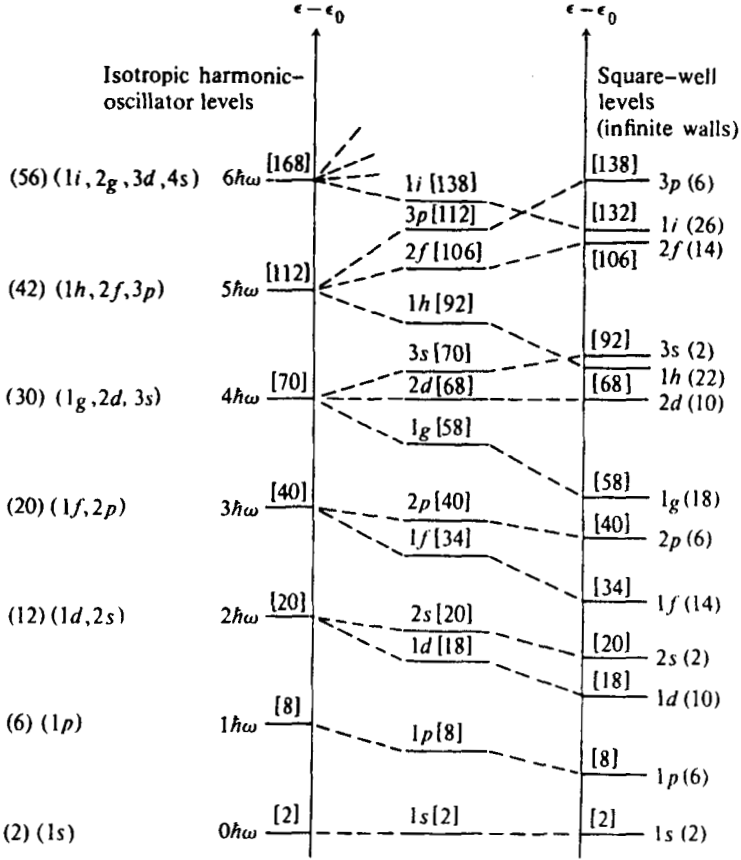 ϵ – ϵ₀
ϵ – ϵ₀
Isotropic harmonic-
oscillator levels
Square-well
levels
(infinite walls)
(56) (1i, 2g, 3d, 4s) 6ℏω [168]
1i [138]
3p [112]
[138] 3p (6)
[132] 1i (26)
2f [106]
2f (14)
[106]
(42) (1h, 2f, 3p) 5ℏω [112]
1h [92]
[92] 3s (2)
3s [70]
1h (22)
(30) (1g, 2d, 3s) 4ℏω [70]
2d [68]
[68] 2d (10)
1g [58]
[58] 1g (18)
(20) (1f, 2p) 3ℏω [40]
2p [40]
[40] 2p (6)
1f [34]
[34] 1f (14)
(12) (1d, 2s) 2ℏω [20]
2s [20]
[20] 2s (2)
1d [18]
[18] 1d (10)
(6) (1p) 1ℏω [8]
1p [8]
[8] 1p (6)
(2) (1s) 0ℏω [2]
1s [2]
[2] 1s (2)